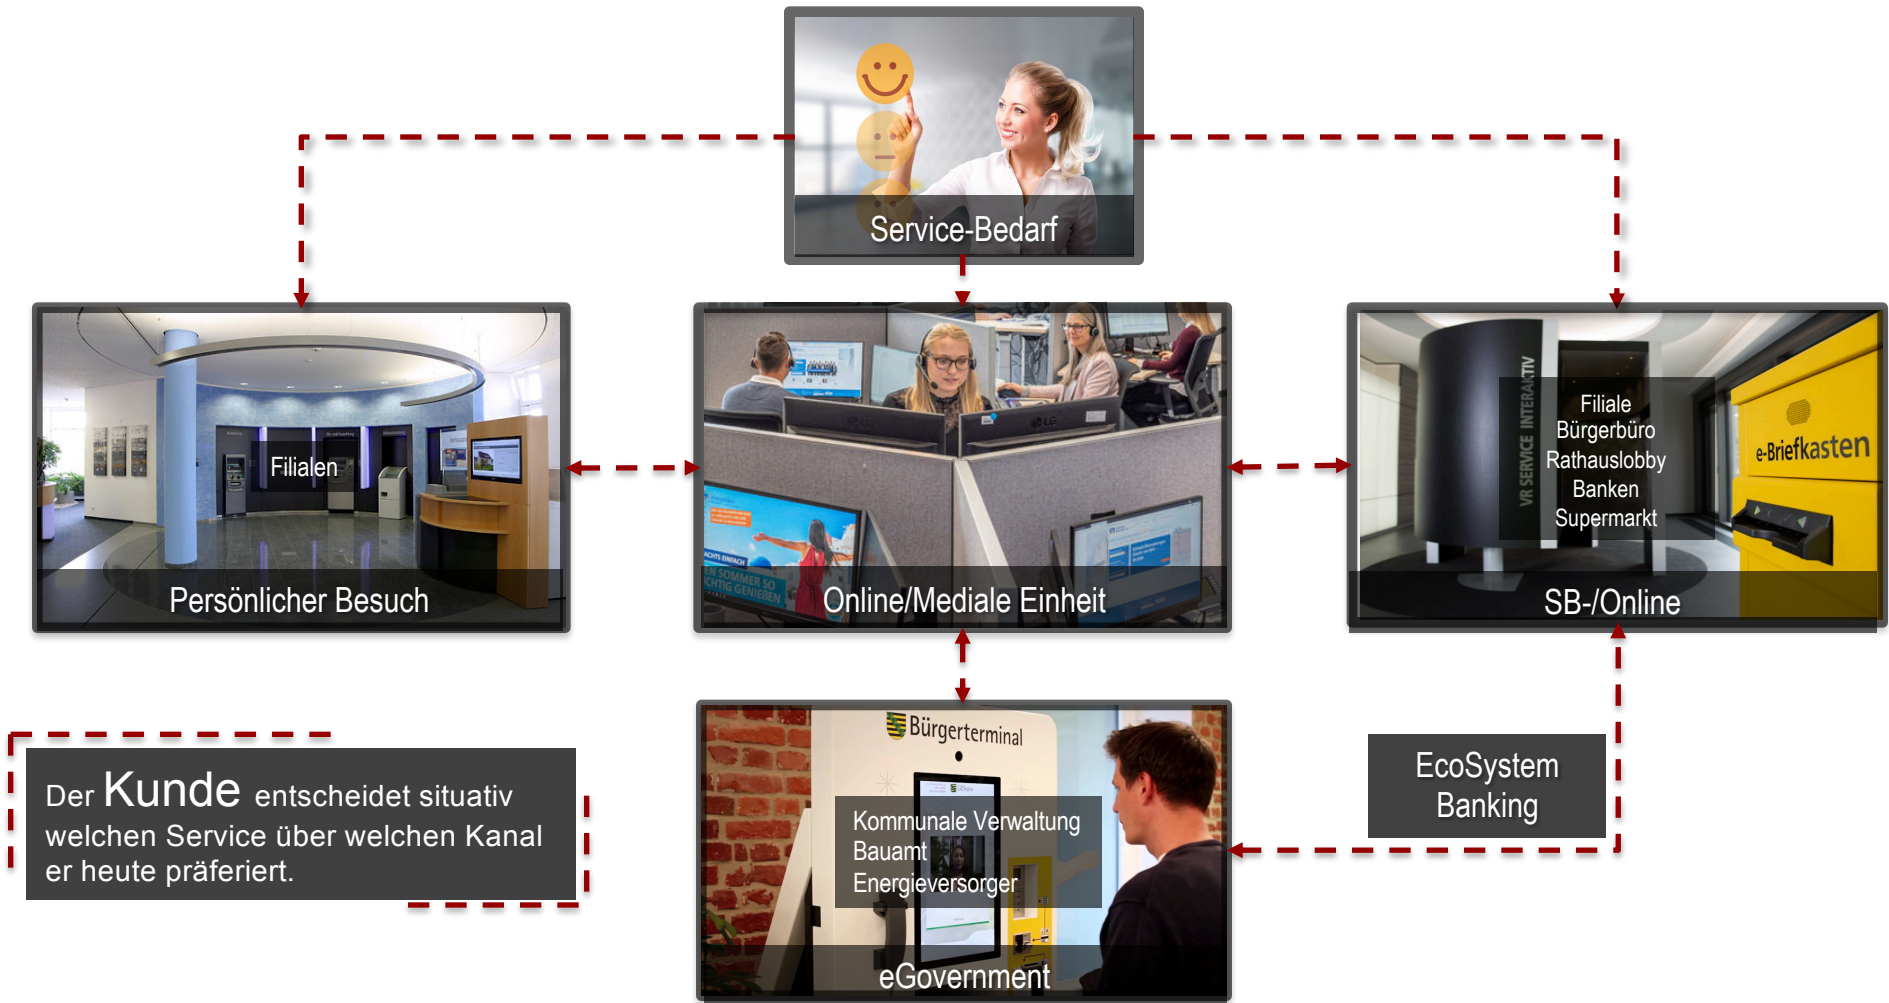 Service-Bedarf
Filialen
Persönlicher Besuch
Online/Mediale Einheit
VR SERVICE INTERAKTIV
Filiale
Bürgerbüro
Rathauslobby
Banken
Supermarkt
e-Briefkasten
SB-/Online
Der Kunde entscheidet situativ
welchen Service über welchen Kanal
er heute präferiert.
Bürgerterminal
Kommunale Verwaltung
Bauamt
Energieversorger
eGovernment
EcoSystem
Banking